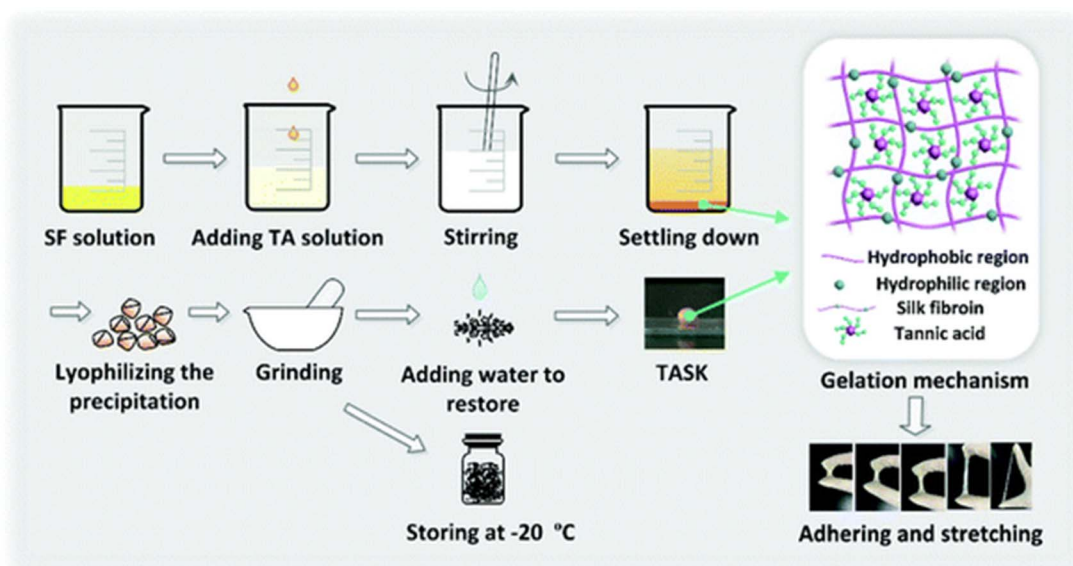 SF solution
Adding TA solution
Stirring
Settling down
Hydrophobic region
Hydrophilic region
Silk fibroin
Tannic acid
Gelation mechanism
Lyophilizing the
precipitation
Grinding
Adding water to
restore
TASK
Storing at -20 °C
Adhering and stretching